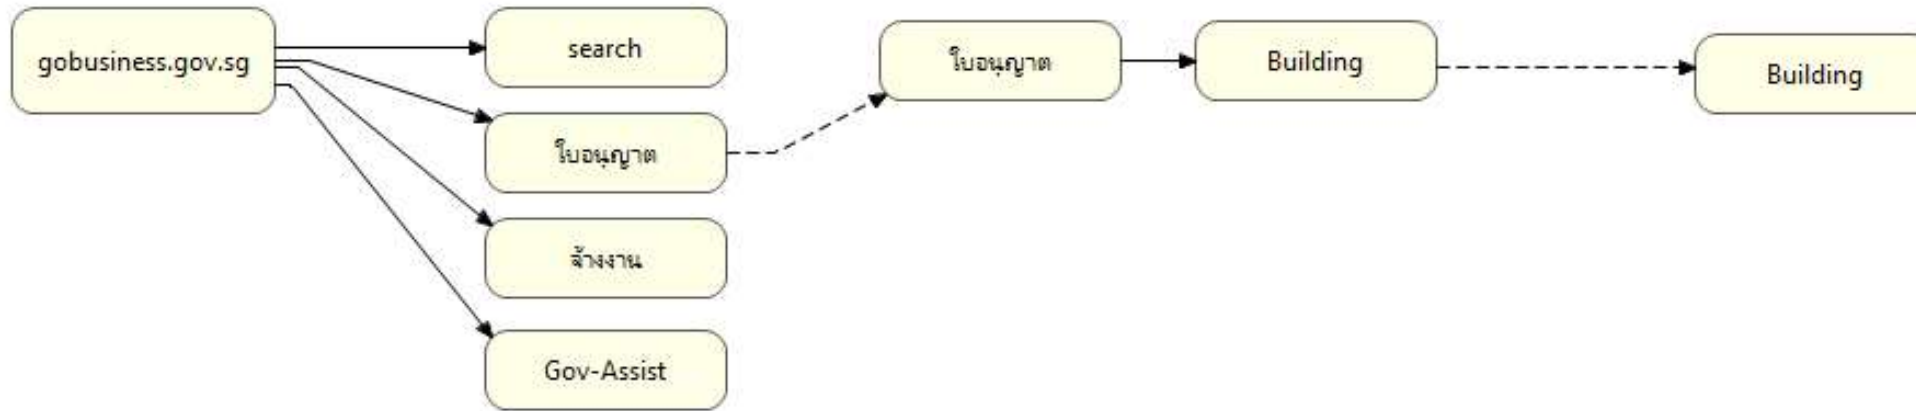 gobusiness.gov.sg
search
ใบอนุญาต
จ้างงาน
Gov-Assist
ใบอนุญาต
Building
Building